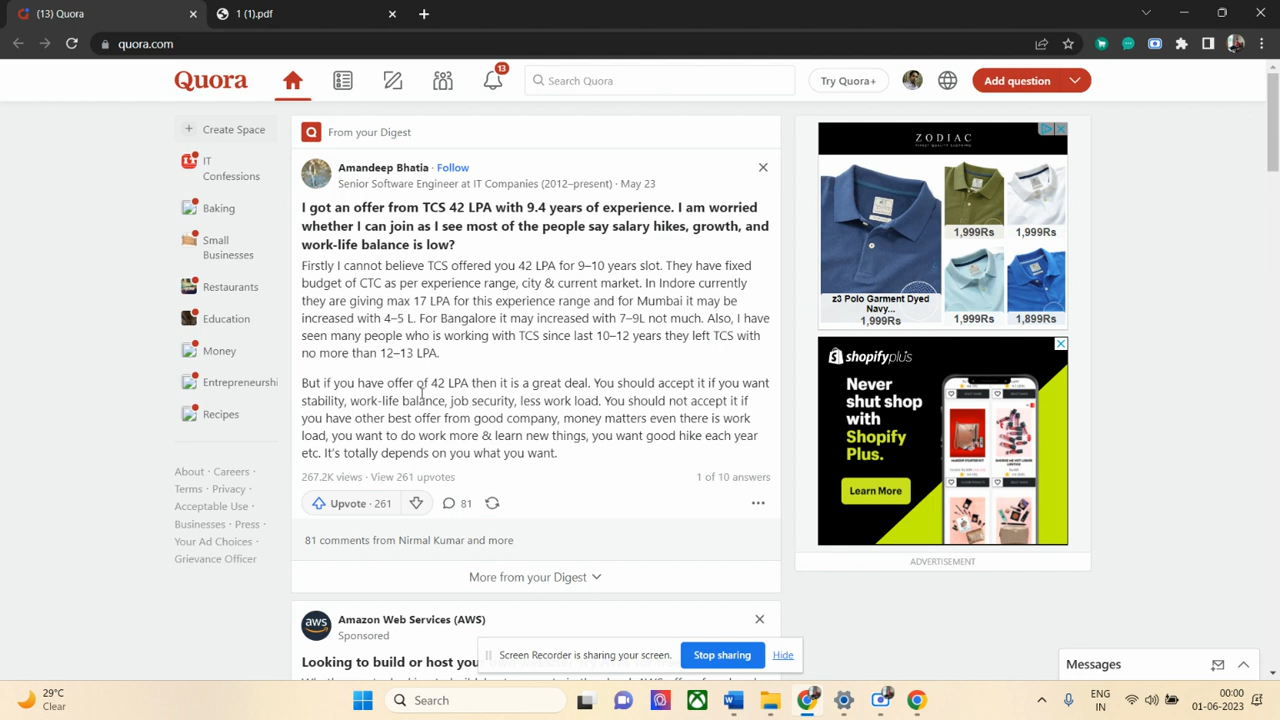 (13) Quora
1 (1).pdf
quora.com
Quora
13
Search Quora
Try Quora+
Add question
Create Space
IT
Confessions
Baking
Small
Businesses
Restaurants
Education
Money
Entrepreneurshi
Recipes
About · Careers ·
Terms · Privacy ·
Acceptable Use ·
Businesses · Press ·
Your Ad Choices ·
Grievance Officer
From your Digest
Amandeep Bhatia · Follow
Senior Software Engineer at IT Companies (2012–present) · May 23
I got an offer from TCS 42 LPA with 9.4 years of experience. I am worried
whether I can join as I see most of the people say salary hikes, growth, and
work-life balance is low?
Firstly I cannot believe TCS offered you 42 LPA for 9–10 years slot. They have fixed
budget of CTC as per experience range, city & current market. In Indore currently
they are giving max 17 LPA for this experience range and for Mumbai it may be
increased with 4–5 L. For Bangalore it may increased with 7–9L not much. Also, I have
seen many people who is working with TCS since last 10–12 years they left TCS with
no more than 12–13 LPA.
But if you have offer of 42 LPA then it is a great deal. You should accept it if you want
stability, work-life balance, job security, less work load. You should not accept it if
you have other best offer from good company, money matters even there is work
load, you want to do work more & learn new things, you want good hike each year
etc. It's totally depends on you what you want.
views · View 261 upvotes
1 of 10 answers
Upvote · 261
81
81 comments from Nirmal Kumar and more
More from your Digest
Amazon Web Services (AWS)
Sponsored
Looking to build or host you
ZODIAC
1,999Rs
1,999Rs
z3 Polo Garment Dyed
Navy...
1,999Rs
1,999Rs
1,899Rs
shopifyplus
Never
shut shop
with
Shopify
Plus.
Learn More
ADVERTISEMENT
Screen Recorder is sharing your screen.
Stop sharing
Hide
Messages
29°C
Clear
Search
ENG
IN
00:00
01-06-2023